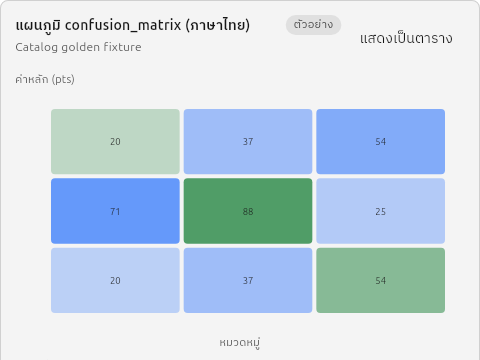 แผนภูมิ confusion_matrix (ภาษาไทย)
ตัวอย่าง
แสดงเป็นตาราง
Catalog golden fixture
ค่าหลัก (pts)
20 37 54
71 88 25
20 37 54
หมวดหมู่